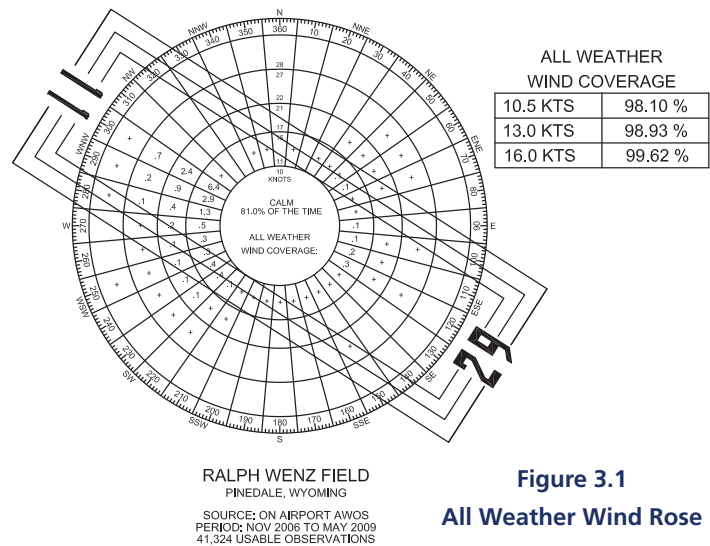 N
NNE
NE
ENE
E
ESE
SE
SSE
S
SSW
SW
WSW
W
WNW
NW
NNW
360
10
20
30
40
50
60
70
80
90
100
110
120
130
140
150
160
170
180
190
200
210
220
230
240
250
260
270
280
290
300
310
320
330
340
350
28
27
22
21
17
16
11
10
KNOTS
CALM
81.0% OF THE TIME
ALL WEATHER
WIND COVERAGE:
.7
2.4
6.4
.2
.9
2.9
.1
.4
1.3
.2
.5
11
29
ALL WEATHER
WIND COVERAGE
10.5 KTS 98.10 %
13.0 KTS 98.93 %
16.0 KTS 99.62 %
RALPH WENZ FIELD
PINEDALE, WYOMING
SOURCE: ON AIRPORT AWOS
PERIOD: NOV 2006 TO MAY 2009
41,324 USABLE OBSERVATIONS
Figure 3.1
All Weather Wind Rose